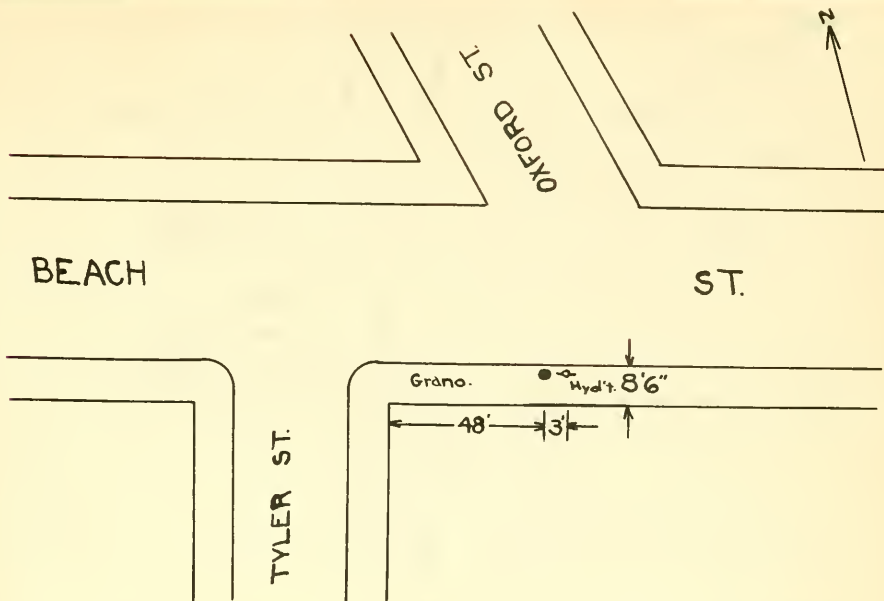 N
OXFORD ST.
BEACH ST.
Grano. Hyd't. 8'6"
48' 3'
TYLER ST.